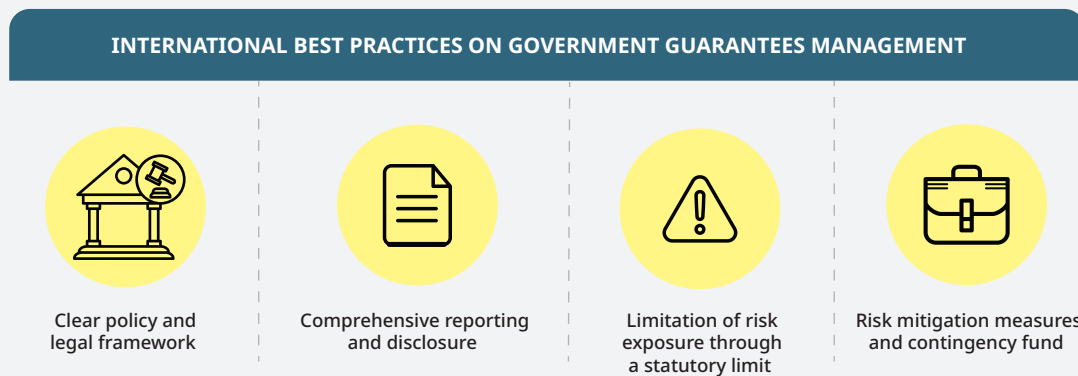 INTERNATIONAL BEST PRACTICES ON GOVERNMENT GUARANTEES MANAGEMENT
Clear policy and
legal framework
Comprehensive reporting
and disclosure
Limitation of risk
exposure through
a statutory limit
Risk mitigation measures
and contingency fund